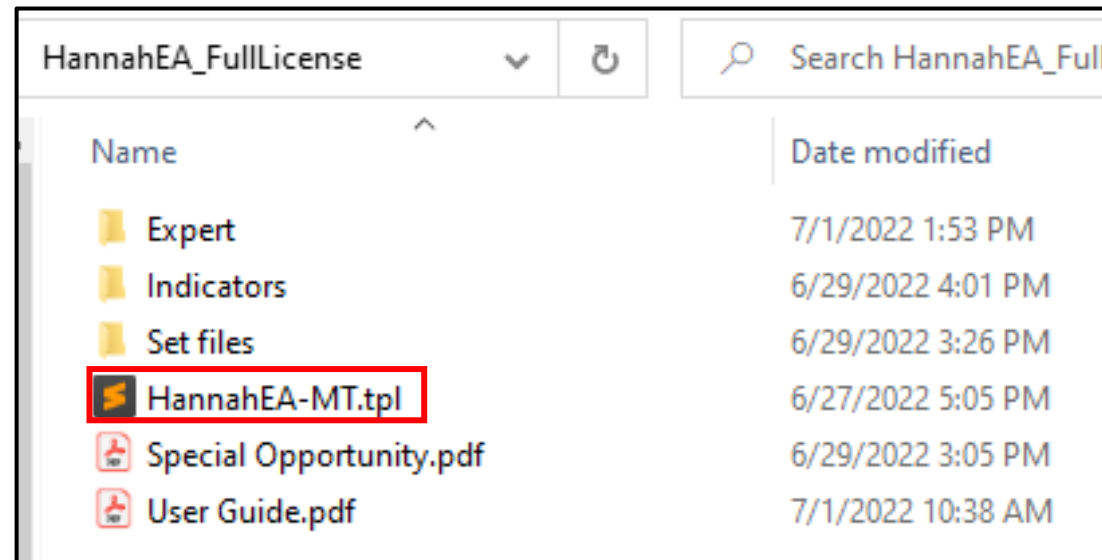 HannahEA_FullLicense Search HannahEA_Full
Name Date modified
Expert 7/1/2022 1:53 PM
Indicators 6/29/2022 4:01 PM
Set files 6/29/2022 3:26 PM
HannahEA-MT.tpl 6/27/2022 5:05 PM
Special Opportunity.pdf 6/29/2022 3:05 PM
User Guide.pdf 7/1/2022 10:38 AM